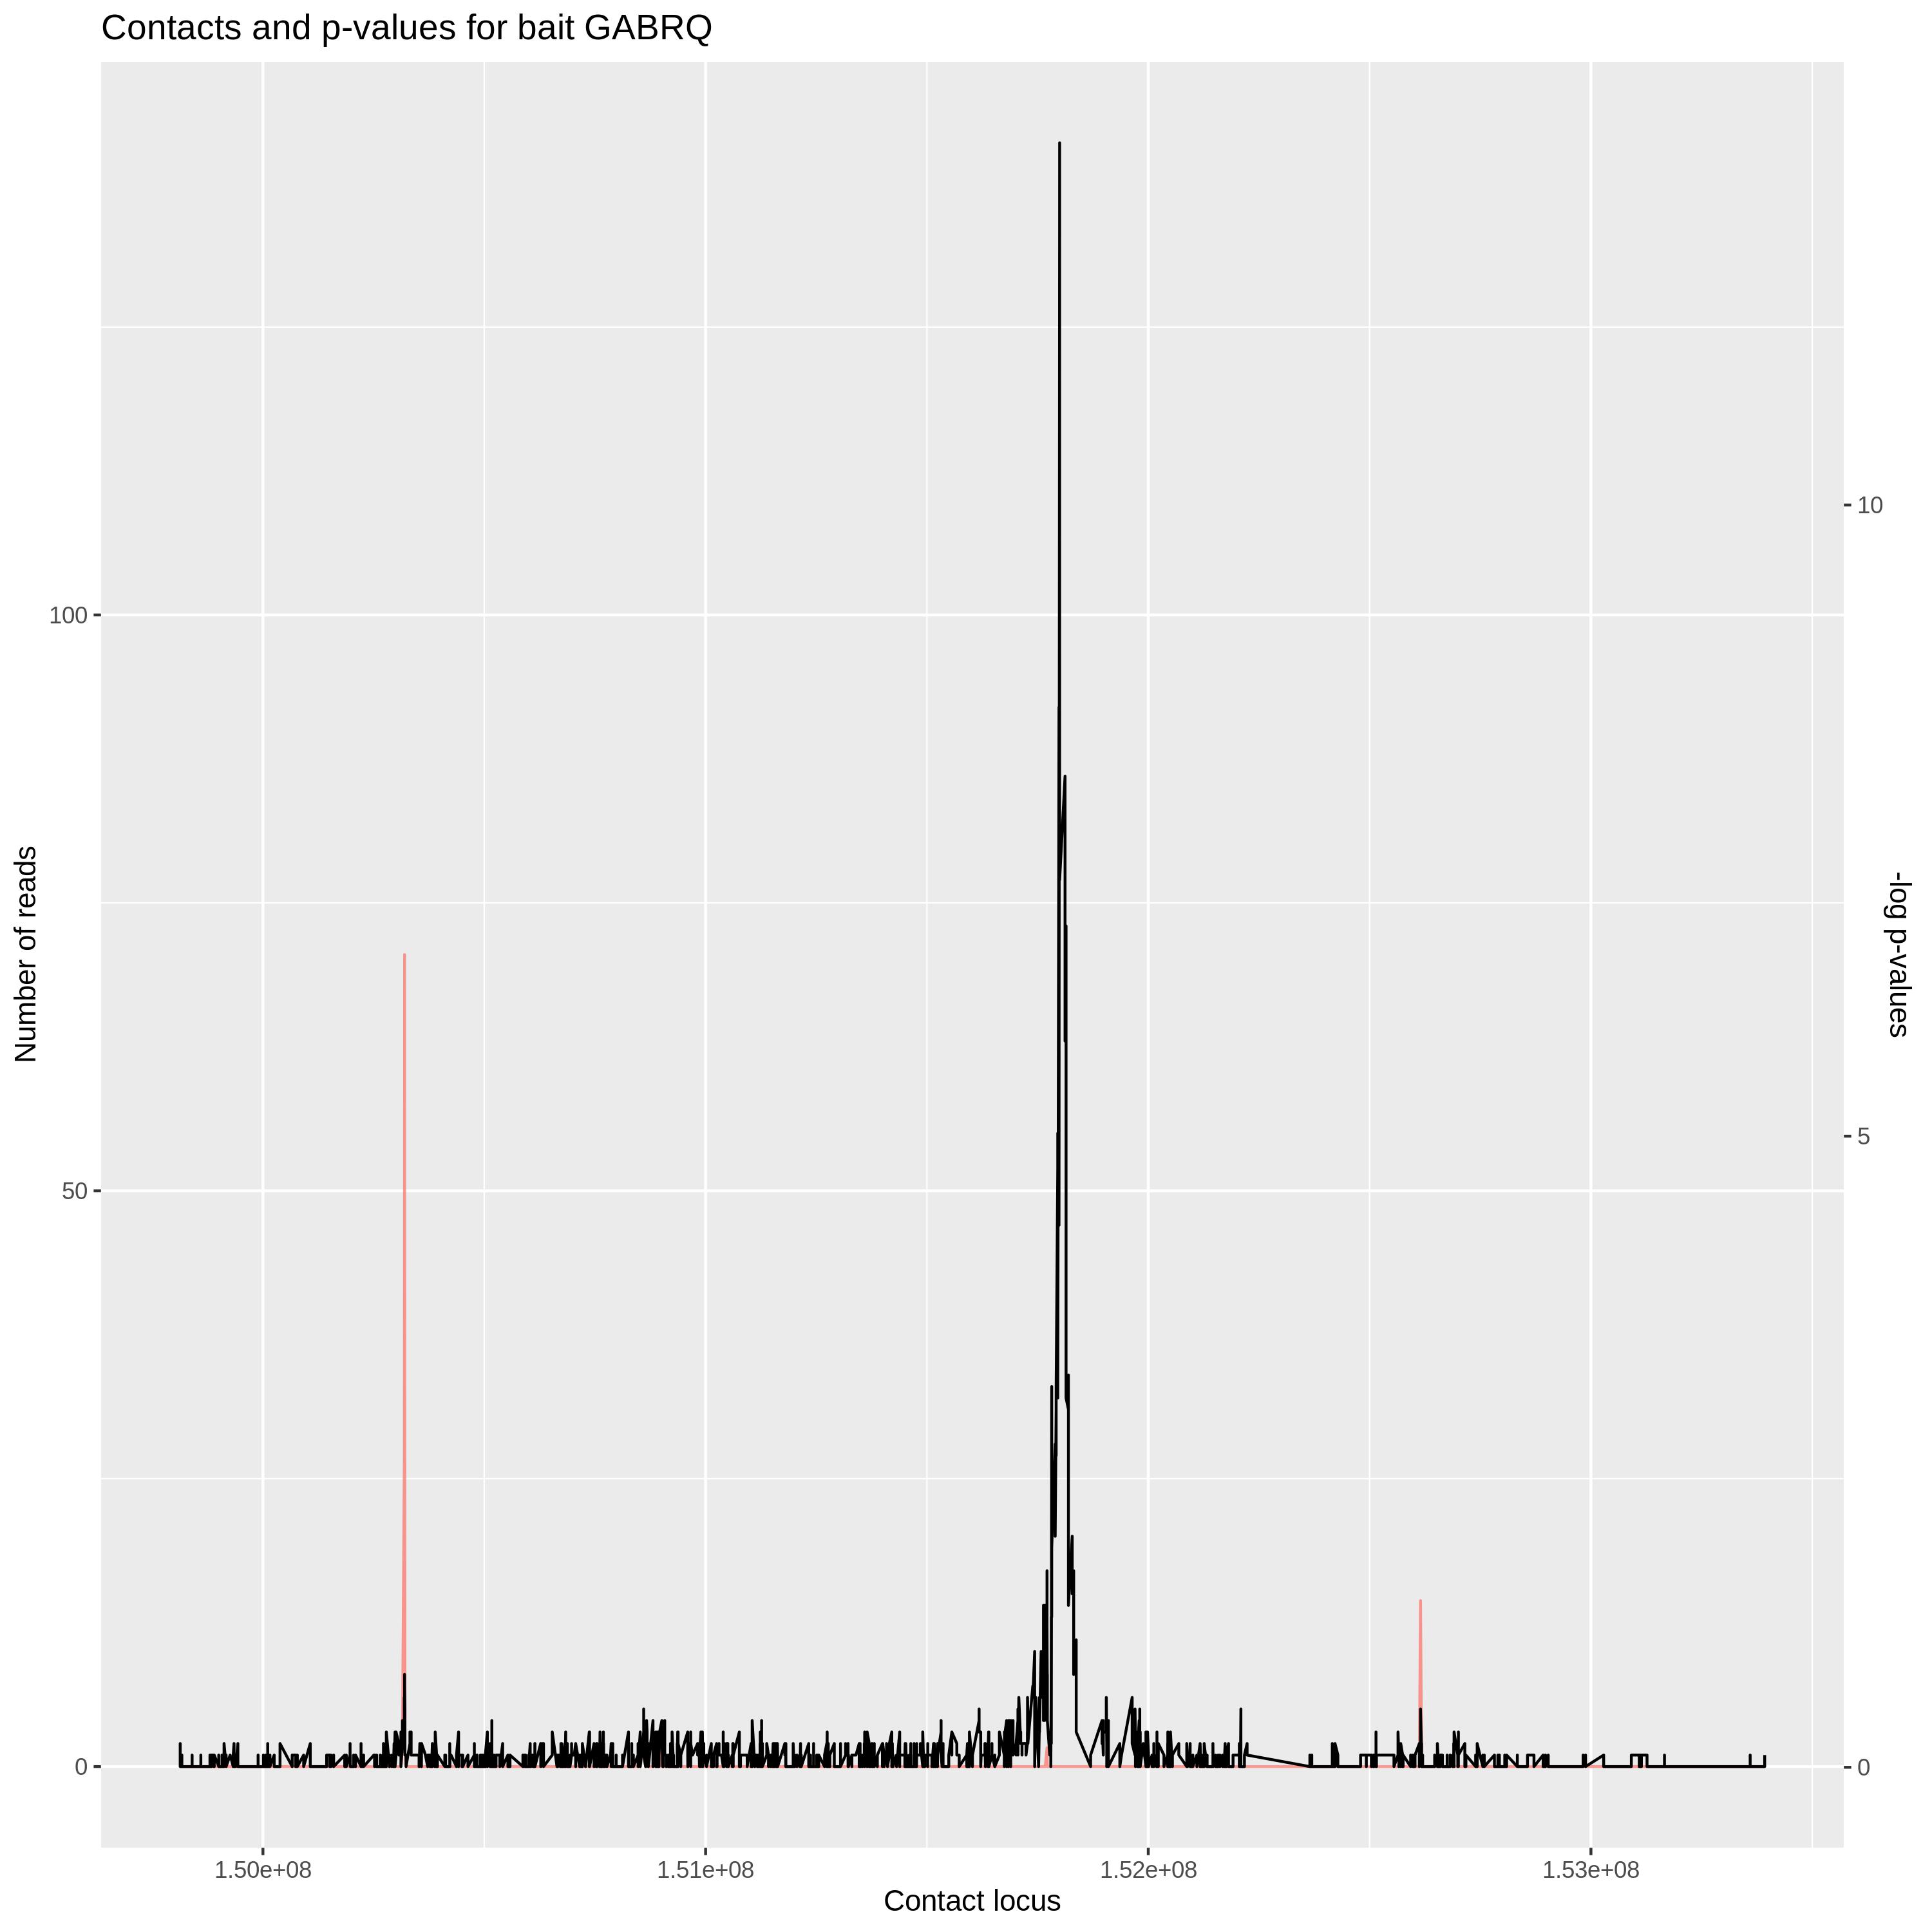 Contacts and p-values for bait GABRQ
Number of reads
100
50
0
10
5
0
-log p-values
1.50e+08
1.51e+08
1.52e+08
1.53e+08
Contact locus